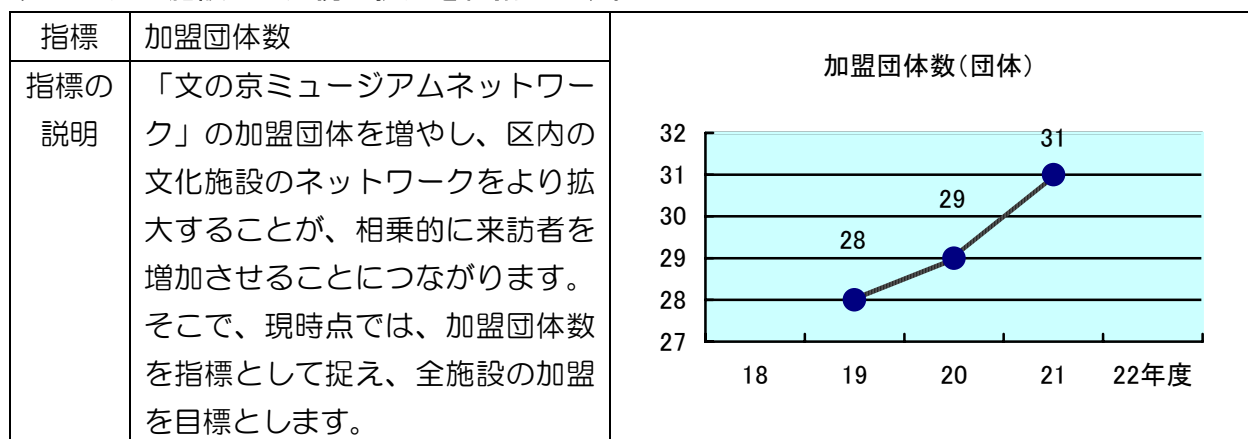 指標
加盟団体数
指標の
説明
「文の京ミュージアムネットワー
ク」の加盟団体を増やし、区内の
文化施設のネットワークをより拡
大することが、相乗的に来訪者を
増加させることにつながります。
そこで、現時点では、加盟団体数
を指標として捉え、全施設の加盟
を目標とします。
加盟団体数(団体)
32
31
30
29
28
27
28
29
31
18 19 20 21 22年度